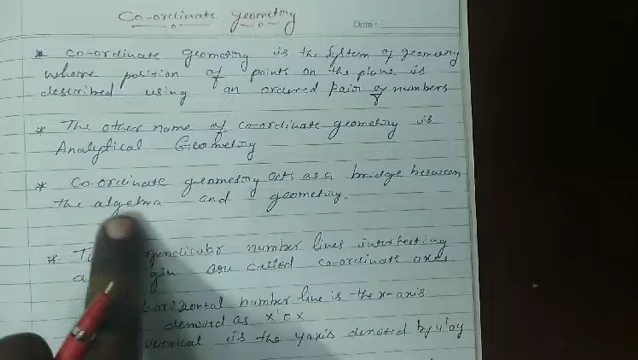 Co-ordinate geometry
Date:
* Co-ordinate geometry is the system of geometry
where position of points on the plane is
described using an ordered pair of numbers
* The other name of co-ordinate geometry is
Analytical Geometry
* Co-ordinate geometry acts as a bridge between
the algebra and geometry.
* perpendicular number lines intersecting
are called co-ordinate axes.
horizontal number line is the x-axis
denoted as x'ox
vertical is the yaxis denoted by y'oy